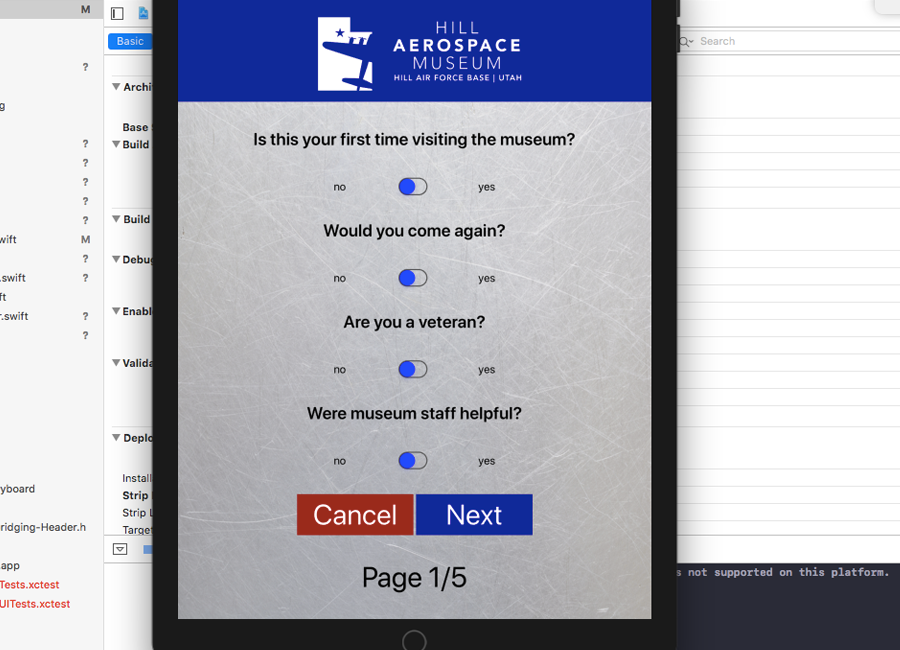 M
?
g
?
?
?
?
?
wift M
?
.swift ?
ft
r.swift ?
?
yboard
ridging-Header.h
.app
Tests.xctest
UITests.xctest
Basic
Search
Archi
Base
Build
Build
Debu
Enabl
Valida
Deplo
Install
Strip
Strip L
Target
HILL
AEROSPACE
MUSEUM
HILL AIR FORCE BASE | UTAH
Is this your first time visiting the museum?
no yes
Would you come again?
no yes
Are you a veteran?
no yes
Were museum staff helpful?
no yes
Cancel Next
Page 1/5
s not supported on this platform.